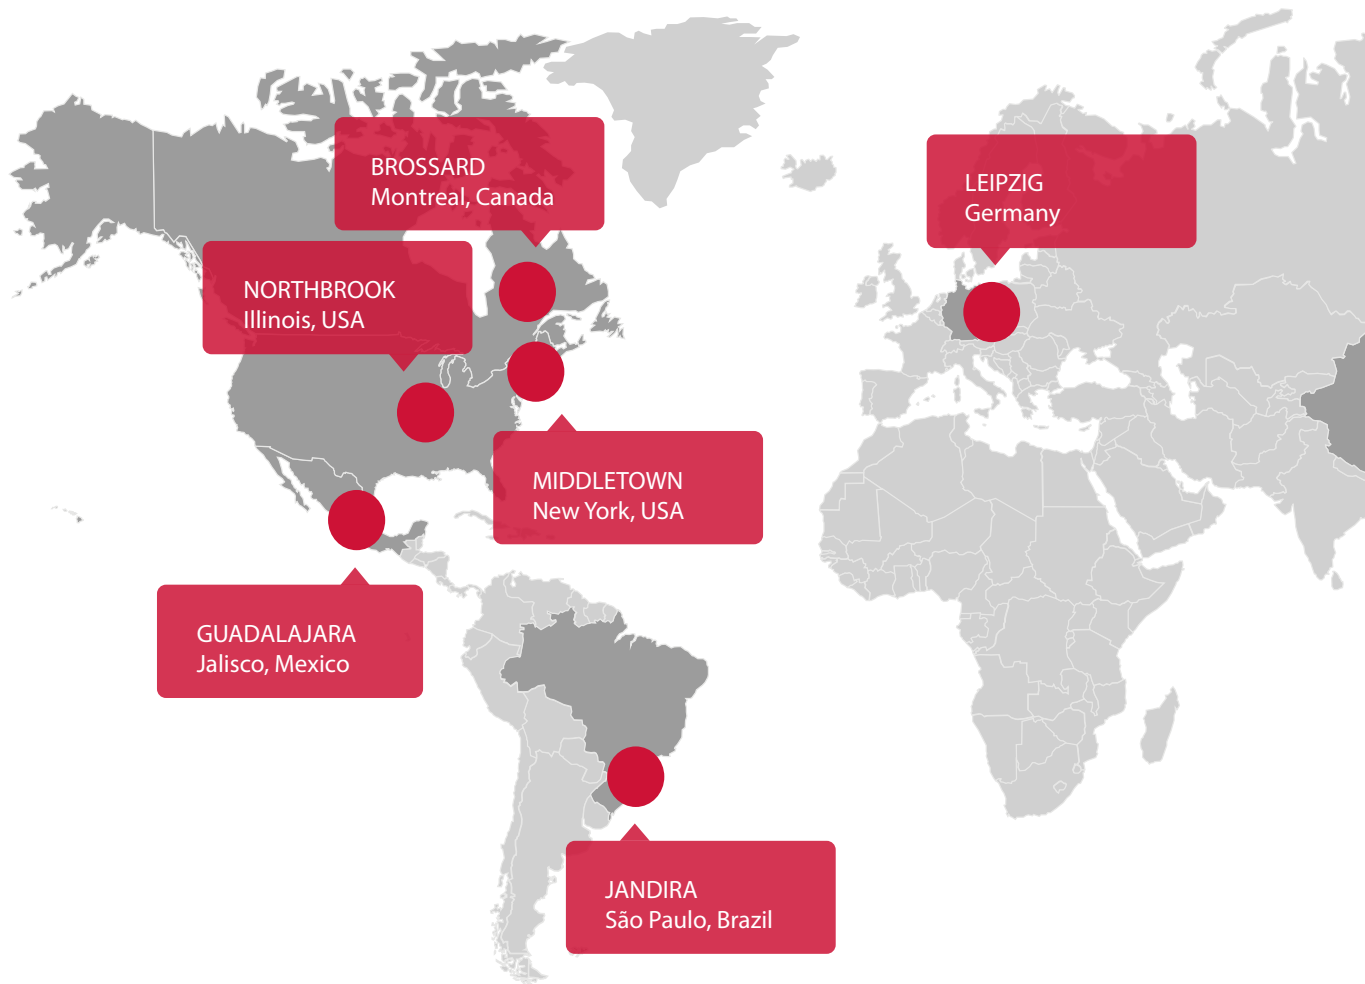 BROSSARD
Montreal, Canada
LEIPZIG
Germany
NORTHBROOK
Illinois, USA
MIDDLETOWN
New York, USA
GUADALAJARA
Jalisco, Mexico
JANDIRA
São Paulo, Brazil